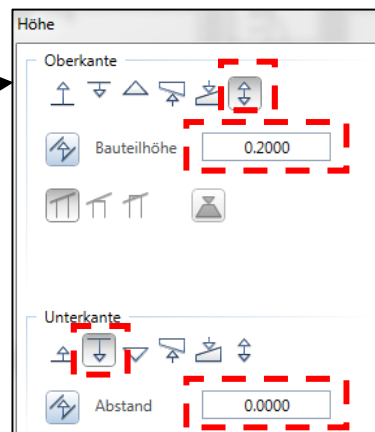 Höhe
Oberkante
Bauteilhöhe 0.2000
Unterkante
Abstand 0.0000